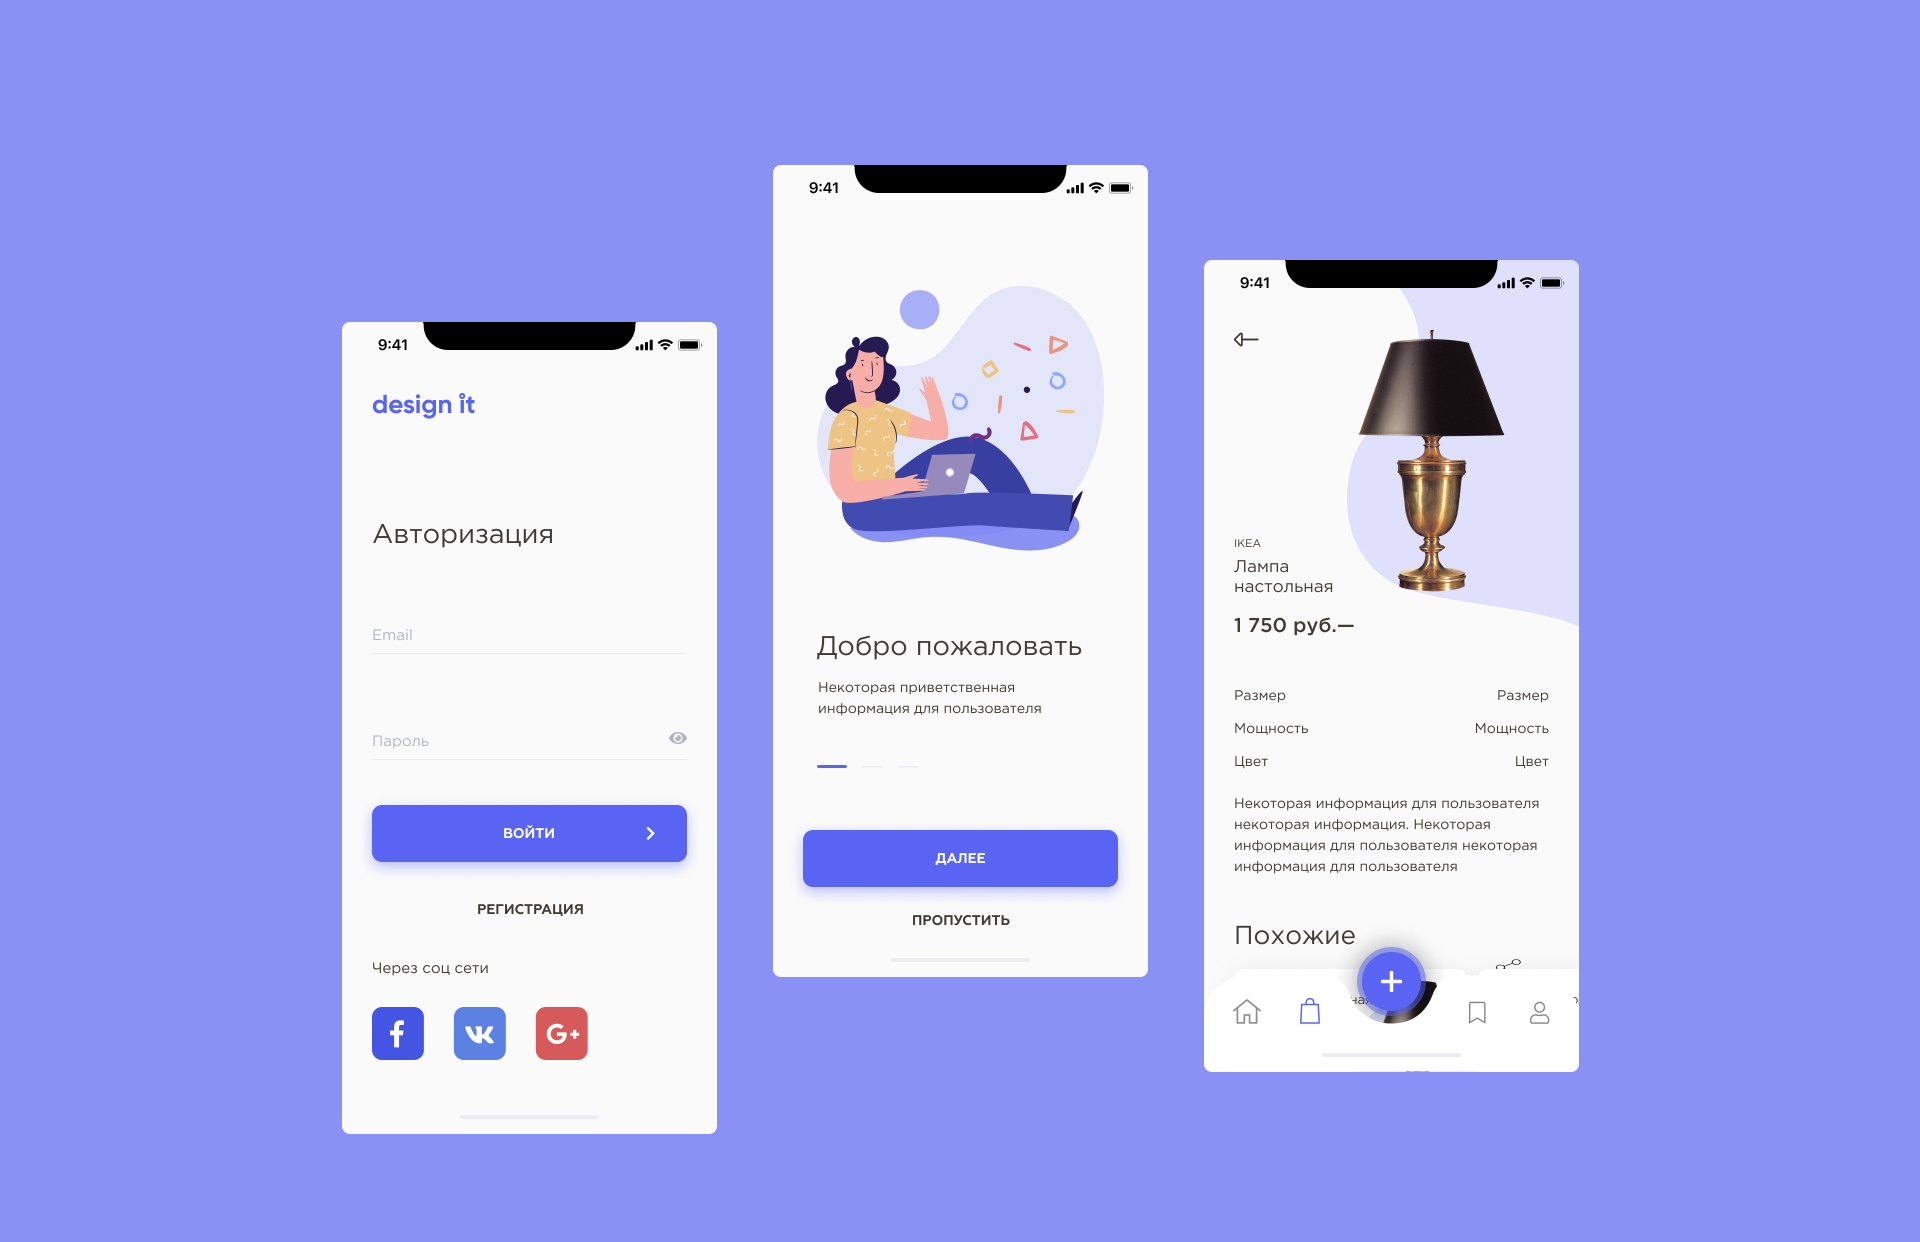 9:41
design it
Авторизация
Email
Пароль
ВОЙТИ
РЕГИСТРАЦИЯ
Через соц сети
f
VK
G+
9:41
Добро пожаловать
Некоторая приветственная
информация для пользователя
ДАЛЕЕ
ПРОПУСТИТЬ
9:41
IKEA
Лампа
настольная
1 750 руб.—
Размер Размер
Мощность Мощность
Цвет Цвет
Некоторая информация для пользователя
некоторая информация. Некоторая
информация для пользователя некоторая
информация для пользователя
Похожие